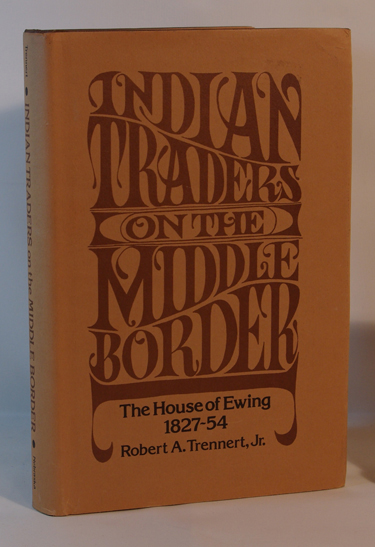 INDIAN
TRADERS
ON THE
MIDDLE
BORDER
The House of Ewing
1827-54
Robert A. Trennert, Jr.
Trennert • INDIAN TRADERS on the MIDDLE BORDER •